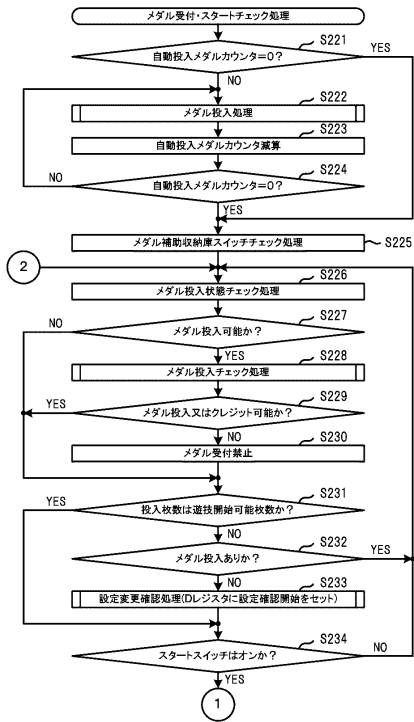 メダル受付・スタートチェック処理
S221
自動投入メダルカウンタ=0?
YES
NO
S222
メダル投入処理
S223
自動投入メダルカウンタ減算
S224
NO
自動投入メダルカウンタ=0?
YES
メダル補助収納庫スイッチチェック処理
S225
2
S226
メダル投入状態チェック処理
S227
NO
メダル投入可能か?
YES
S228
メダル投入チェック処理
S229
YES
メダル投入又はクレジット可能か?
NO
S230
メダル受付禁止
S231
YES
投入枚数は遊技開始可能枚数か?
NO
S232
メダル投入ありか?
YES
NO
S233
設定変更確認処理(Dレジスタに設定確認開始をセット)
S234
スタートスイッチはオンか?
NO
YES
1